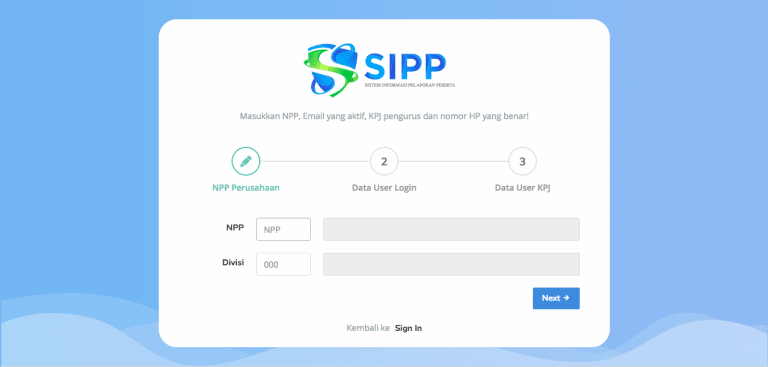 SIPP
SISTEM INFORMASI PELAPORAN PESERTA
Masukkan NPP, Email yang aktif, KPJ pengurus dan nomor HP yang benar!
2
3
NPP Perusahaan
Data User Login
Data User KPJ
NPP
NPP
Divisi
000
Next →
Kembali ke Sign In